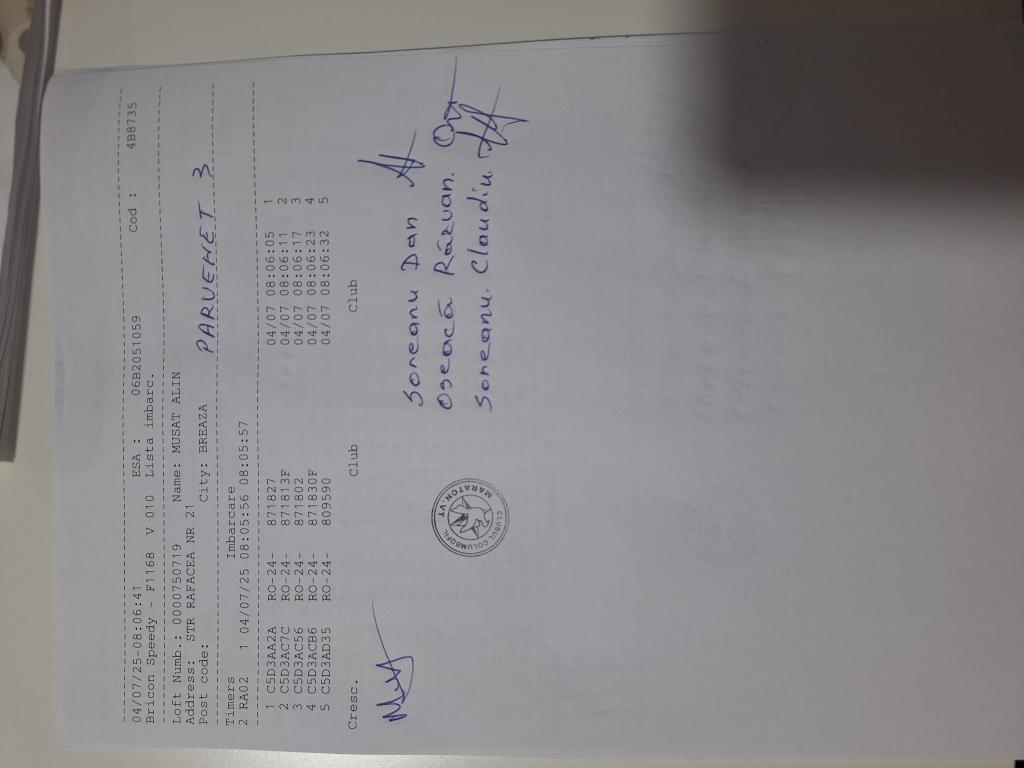 04/07/25-08:06:41 ESA : 06B2051059 Cod : 4B8735
Bricon Speedy - F1168 V 010 Lista imbarc.
Loft Numb.: 0000750719 Name: MUSAT ALIN
Address: STR RAFACEA NR 21
Post code: City: BREAZA
PARVEHET 3
Timers Imbarcare
2 RA02 1 04/07/25 08:05:56 08:05:57
1 C5D3AA2A RO-24- 871827 04/07 08:06:05 1
2 C5D3AC7C RO-24- 871813F 04/07 08:06:11 2
3 C5D3AC56 RO-24- 871802 04/07 08:06:17 3
4 C5D3ACB6 RO-24- 871830F 04/07 08:06:23 4
5 C5D3AD35 RO-24- 809590 04/07 08:06:32 5
Cresc. Club Club
Soneanu Dan
Oseacă Răzvan.
Soneanu. Claudiu
CLUBUL COLUMBOFIL
MARATON.VT